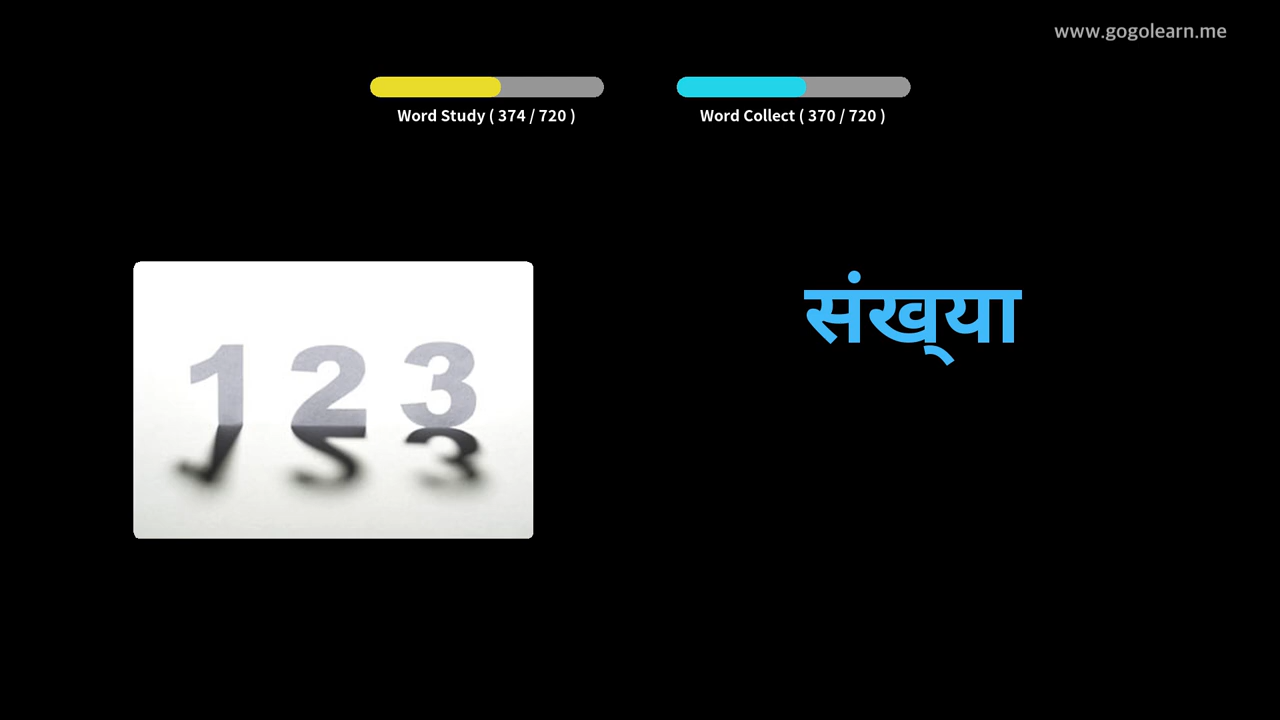 www.gogolearn.me
Word Study ( 374 / 720 )
Word Collect ( 370 / 720 )
1 2 3
संख्‌या